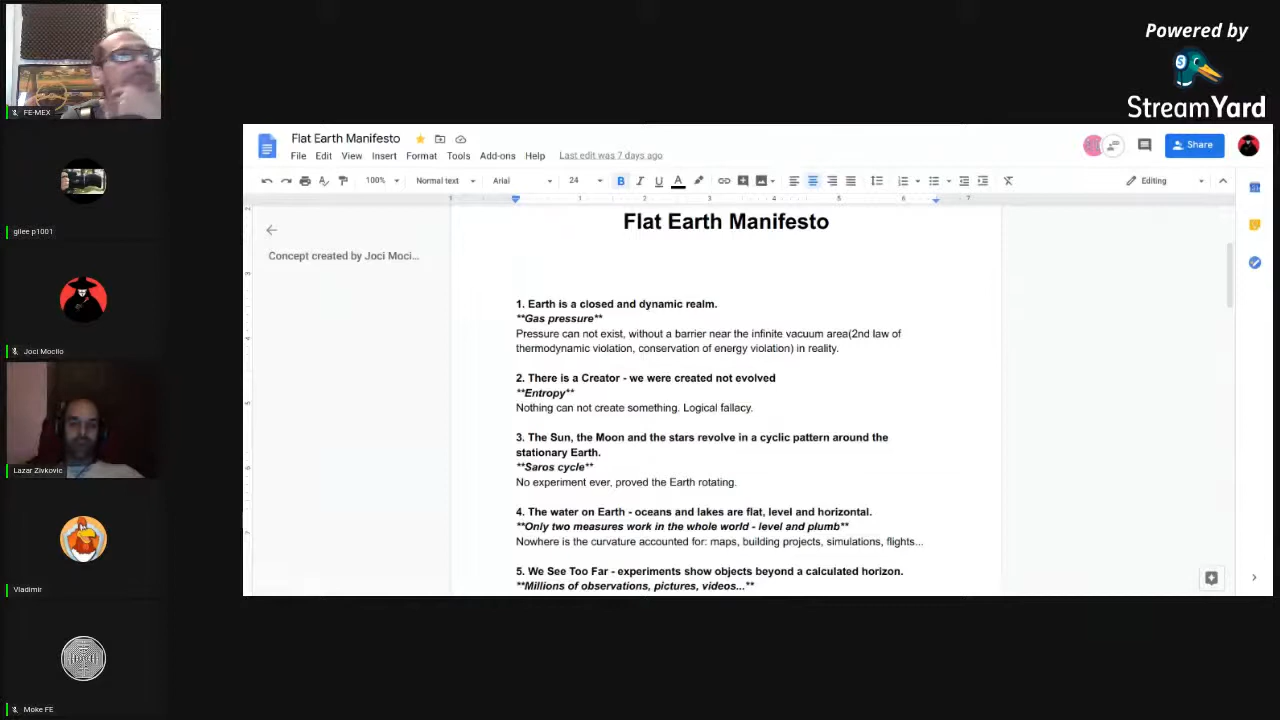 Powered by
StreamYard
FE-MEX
gilee p1001
Joci Mocilo
Lazar Zivkovic
Vladimir
Moke FE
Flat Earth Manifesto
File Edit View Insert Format Tools Add-ons Help Last edit was 7 days ago
Share
100% Normal text Arial 24 B I U A Editing
1 1 2 3 4 5 6 7
Concept created by Joci Moci...
Flat Earth Manifesto
1. Earth is a closed and dynamic realm.
**Gas pressure**
Pressure can not exist, without a barrier near the infinite vacuum area(2nd law of
thermodynamic violation, conservation of energy violation) in reality.
2. There is a Creator - we were created not evolved
**Entropy**
Nothing can not create something. Logical fallacy.
3. The Sun, the Moon and the stars revolve in a cyclic pattern around the
stationary Earth.
**Saros cycle**
No experiment ever, proved the Earth rotating.
4. The water on Earth - oceans and lakes are flat, level and horizontal.
**Only two measures work in the whole world - level and plumb**
Nowhere is the curvature accounted for: maps, building projects, simulations, flights...
5. We See Too Far - experiments show objects beyond a calculated horizon.
**Millions of observations, pictures, videos...**